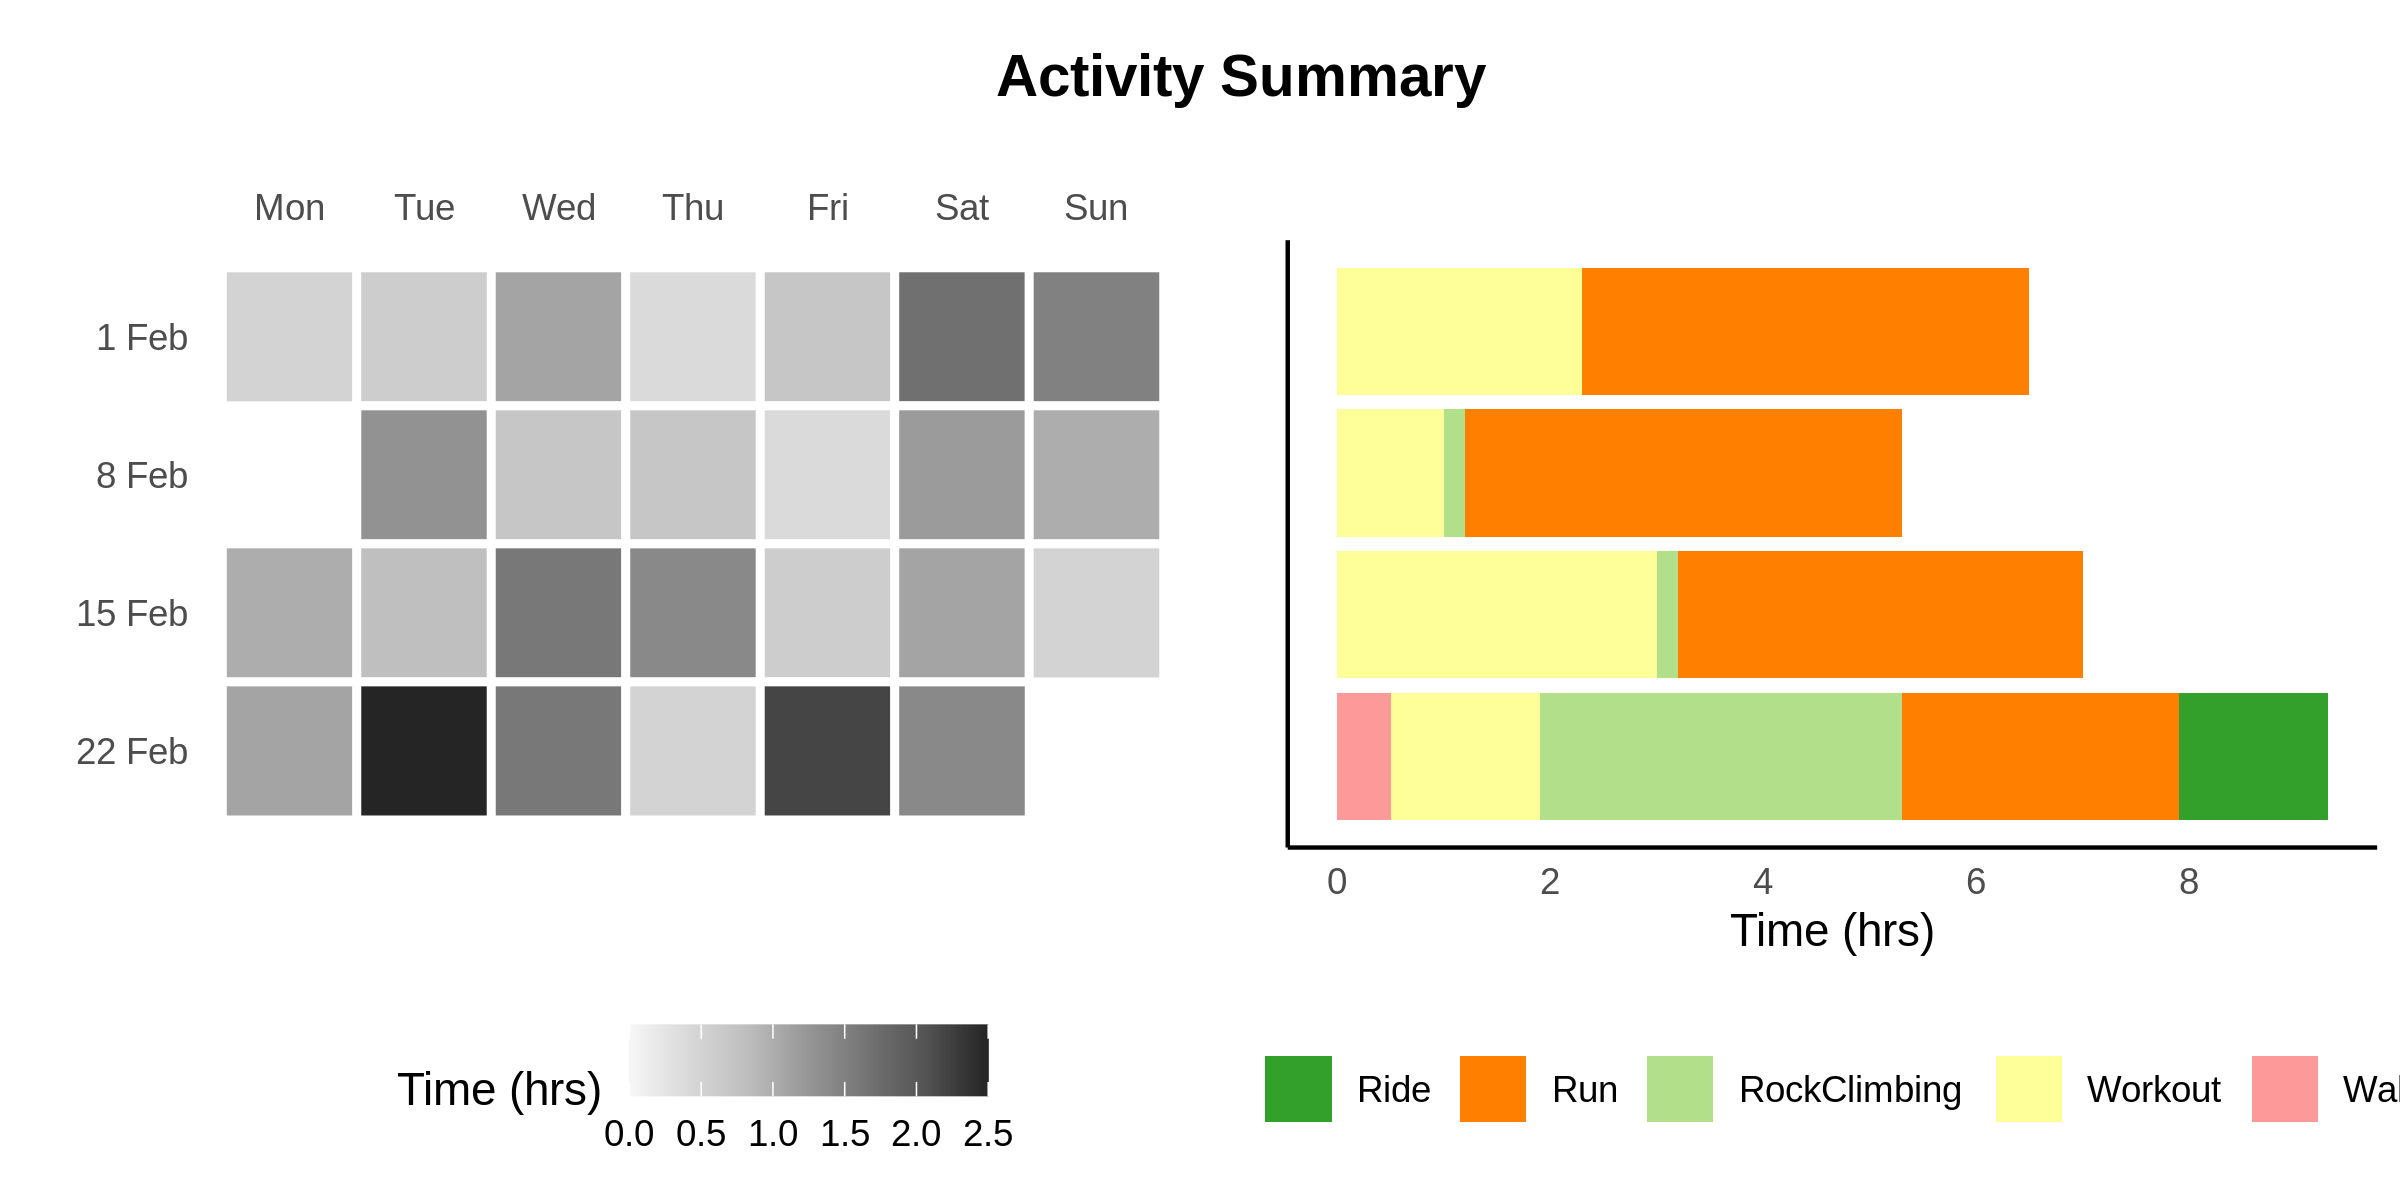 Activity Summary
Mon Tue Wed Thu Fri Sat Sun
1 Feb
8 Feb
15 Feb
22 Feb
0 2 4 6 8
Time (hrs)
Time (hrs)
0.0 0.5 1.0 1.5 2.0 2.5
Ride Run RockClimbing Workout